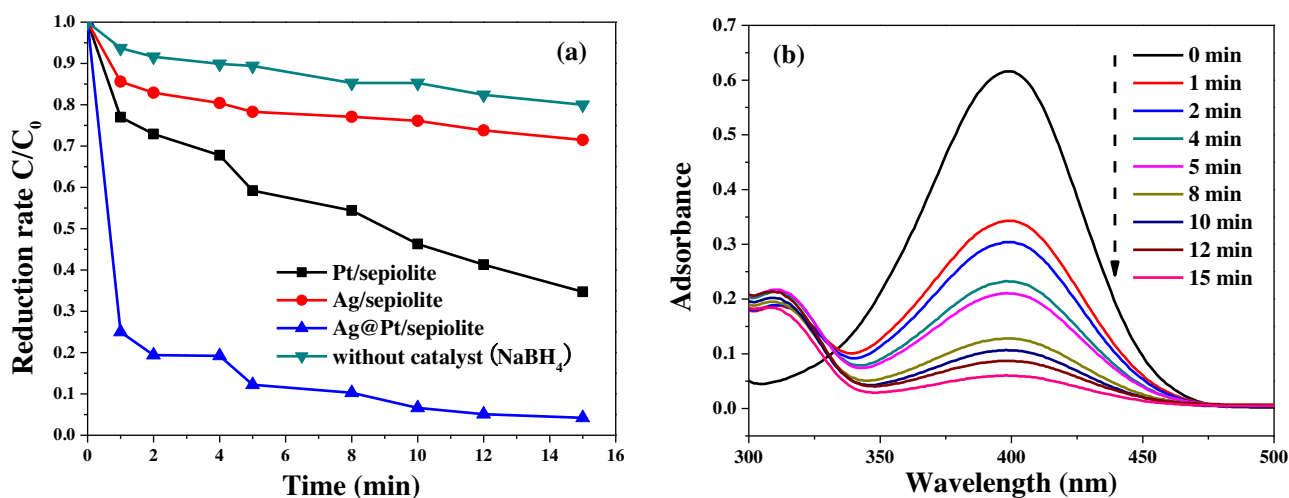 (a)
Reduction rate C/C₀
1.0
0.9
0.8
0.7
0.6
0.5
0.4
0.3
0.2
0.1
0.0
Pt/sepiolite
Ag/sepiolite
Ag@Pt/sepiolite
without catalyst (NaBH₄)
0 2 4 6 8 10 12 14 16
Time (min)
(b)
Adsorbance
0.7
0.6
0.5
0.4
0.3
0.2
0.1
0.0
0 min
1 min
2 min
4 min
5 min
8 min
10 min
12 min
15 min
300 350 400 450 500
Wavelength (nm)